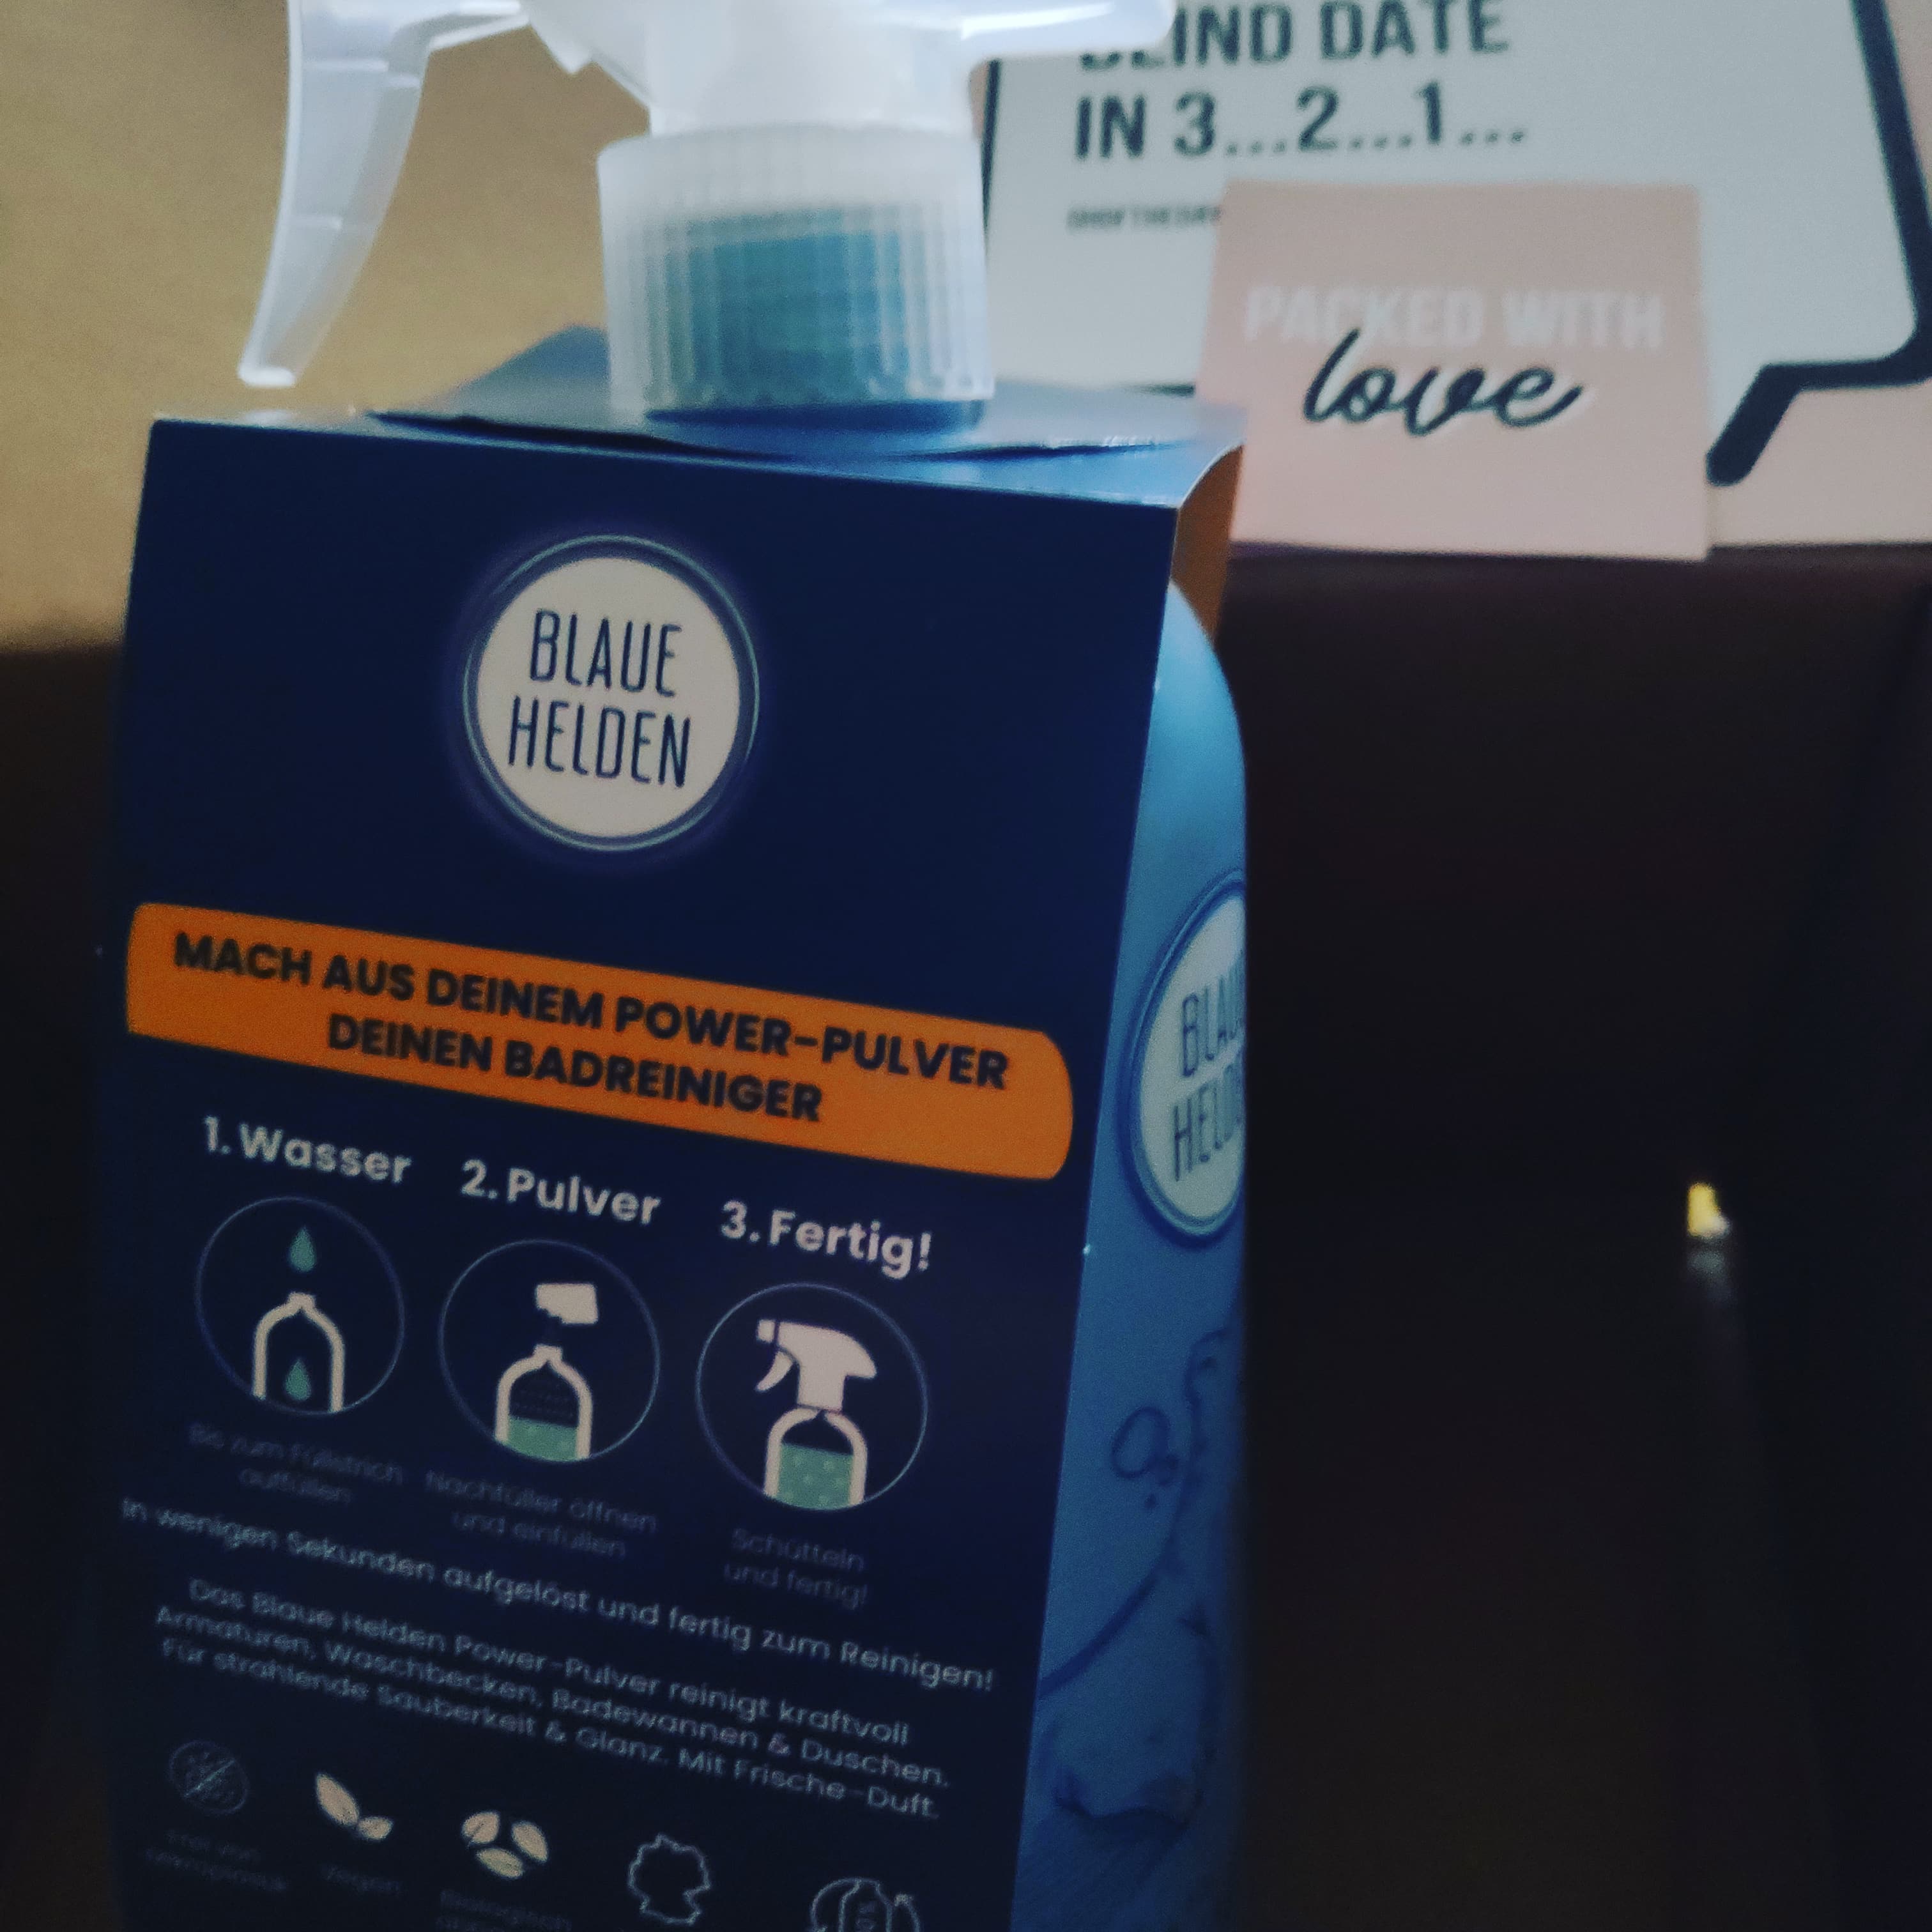 BLIND DATE
IN 3...2...1...
PACKED WITH
love
BLAUE
HELDEN
MACH AUS DEINEM POWER-PULVER
DEINEN BADREINIGER
1. Wasser
2. Pulver
3. Fertig!
Bis zum Füllstrich
auffüllen
Nachfüller öffnen
und einfüllen
Schütteln
und fertig!
In wenigen Sekunden aufgelöst und fertig zum Reinigen!
Das Blaue Helden Power-Pulver reinigt kraftvoll
Armaturen, Waschbecken, Badewannen & Duschen.
Für strahlende Sauberkeit & Glanz. Mit Frische-Duft.
Frei von
Vegan
Biologisch
BLAUE
HELDEN